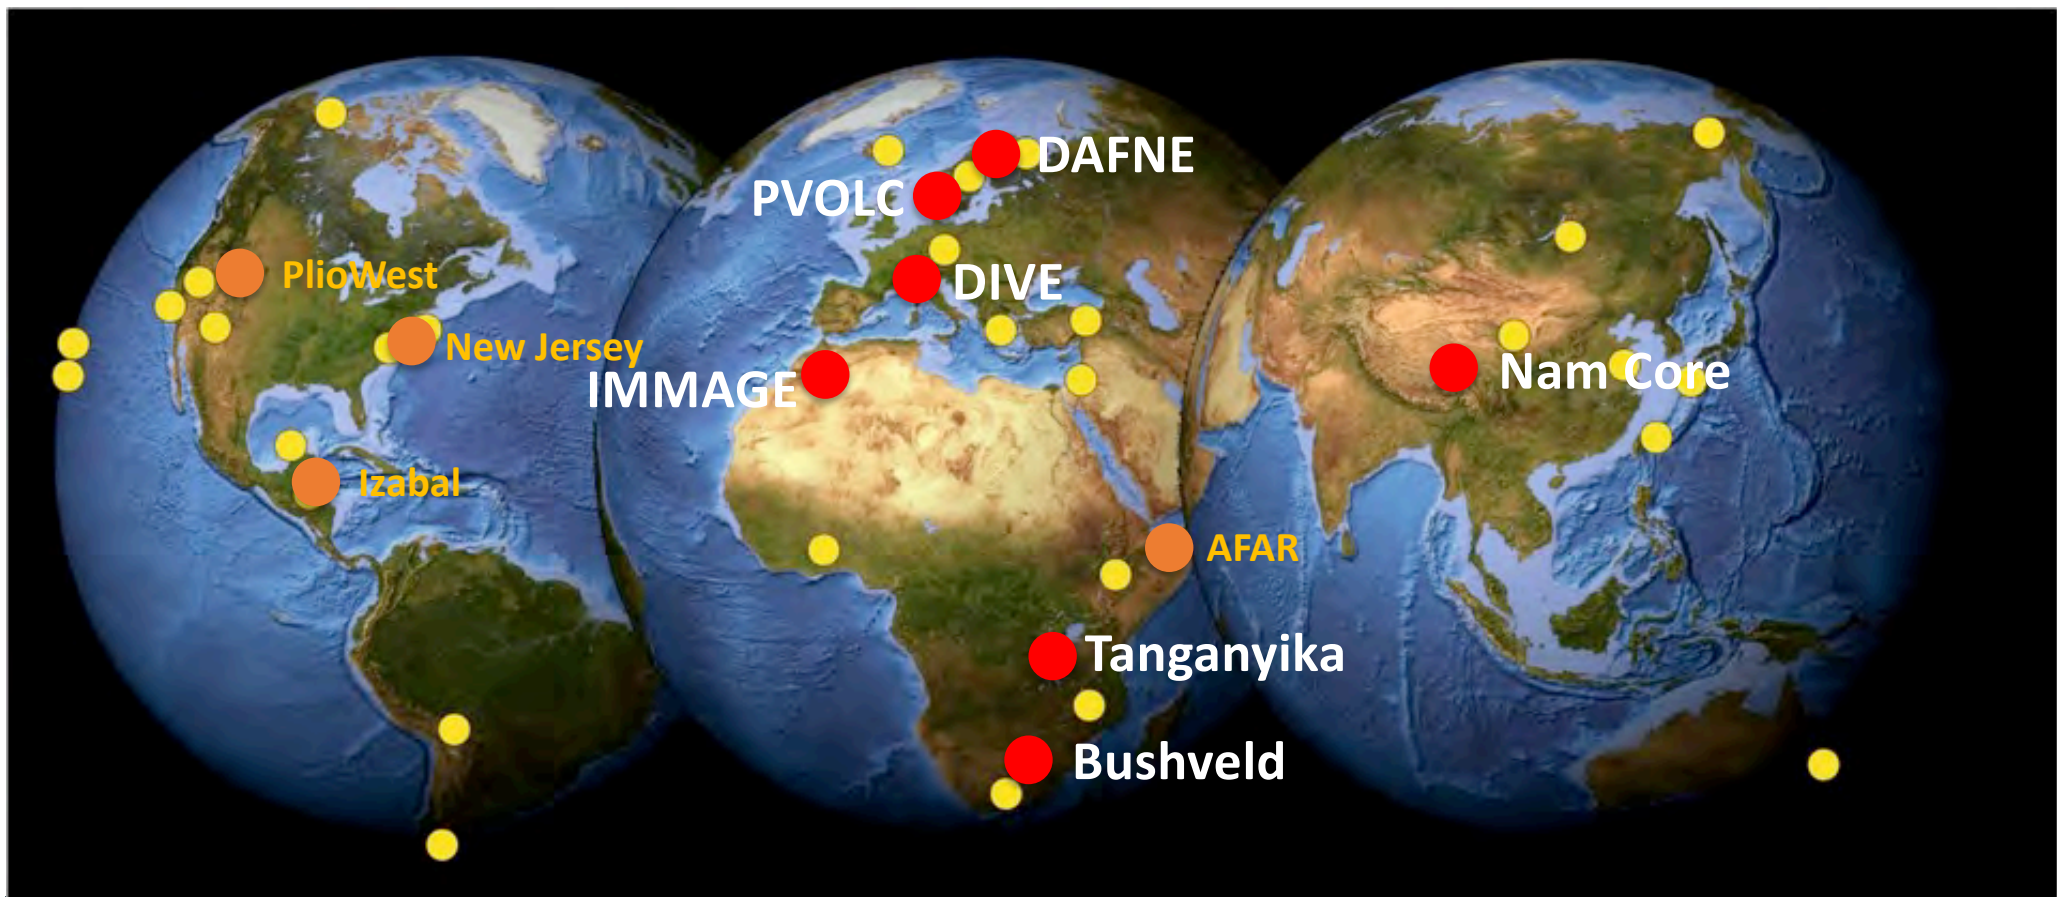 DAFNE
PVOLC
PlioWest
DIVE
New Jersey
IMMAGE
Nam Core
Izabal
AFAR
Tanganyika
Bushveld